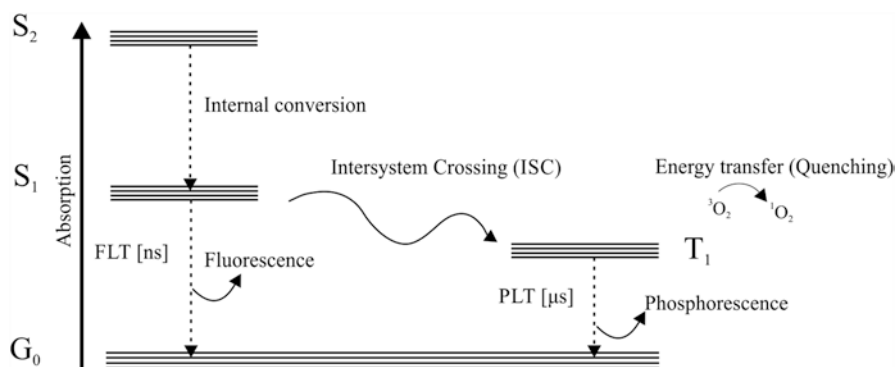 S2
Internal conversion
Intersystem Crossing (ISC)
Energy transfer (Quenching)
S1
3O2
1O2
Absorption
FLT [ns]
Fluorescence
T1
PLT [μs]
Phosphorescence
G0